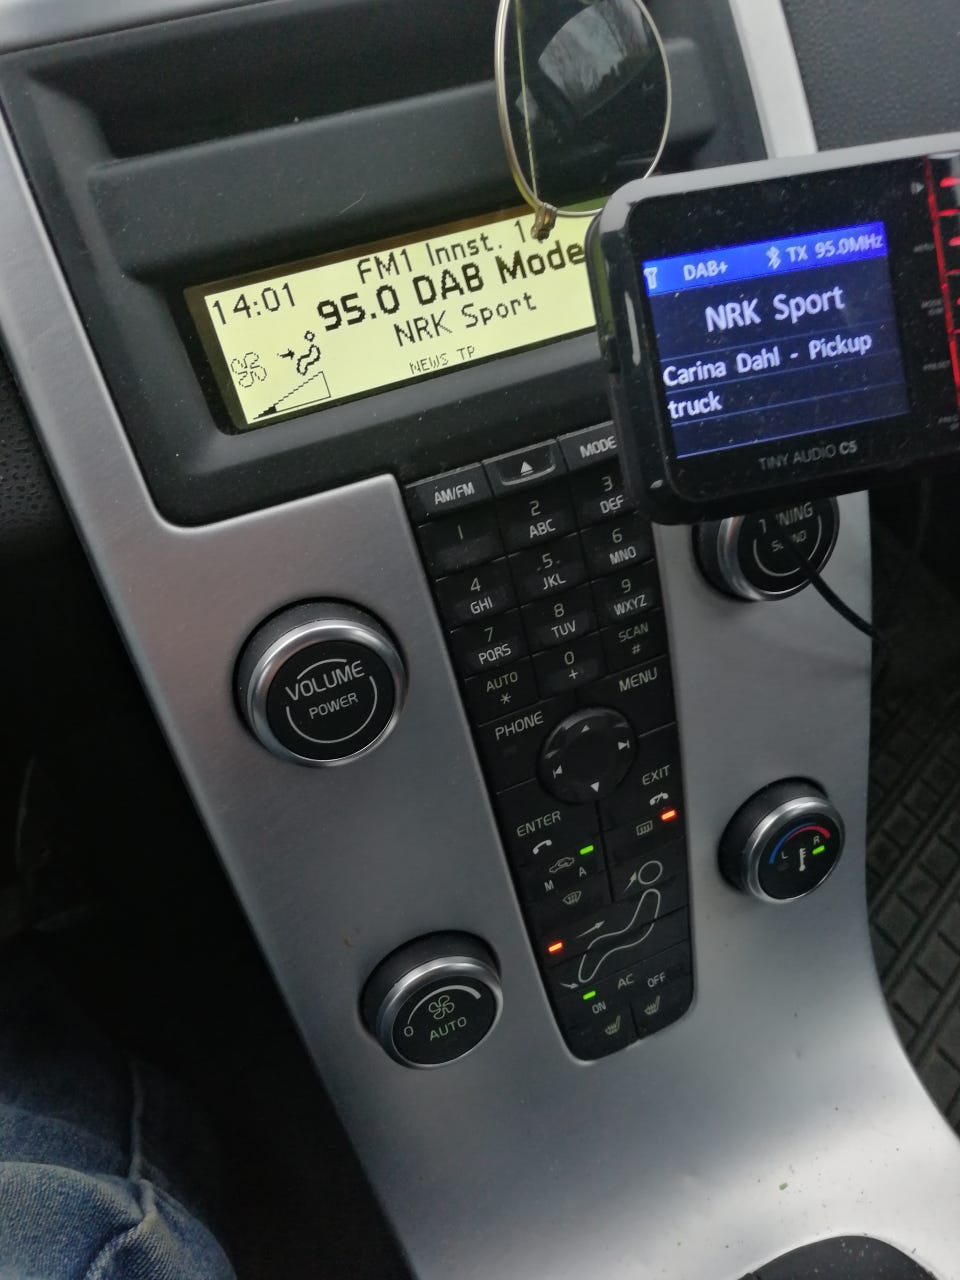 FM1 Innst. 1
14:01
95.0 DAB Mode
NRK Sport
NEWS TP
DAB+ TX 95.0MHz
NRK Sport
Carina Dahl - Pickup
truck
TINY AUDIO C5
AM/FM
MODE
1
2
ABC
3
DEF
4
GHI
5
JKL
6
MNO
7
PQRS
8
TUV
9
WXYZ
AUTO
*
0
+
SCAN
#
PHONE
MENU
ENTER
EXIT
M A
AC
ON
OFF
VOLUME
POWER
0
AUTO
L
R